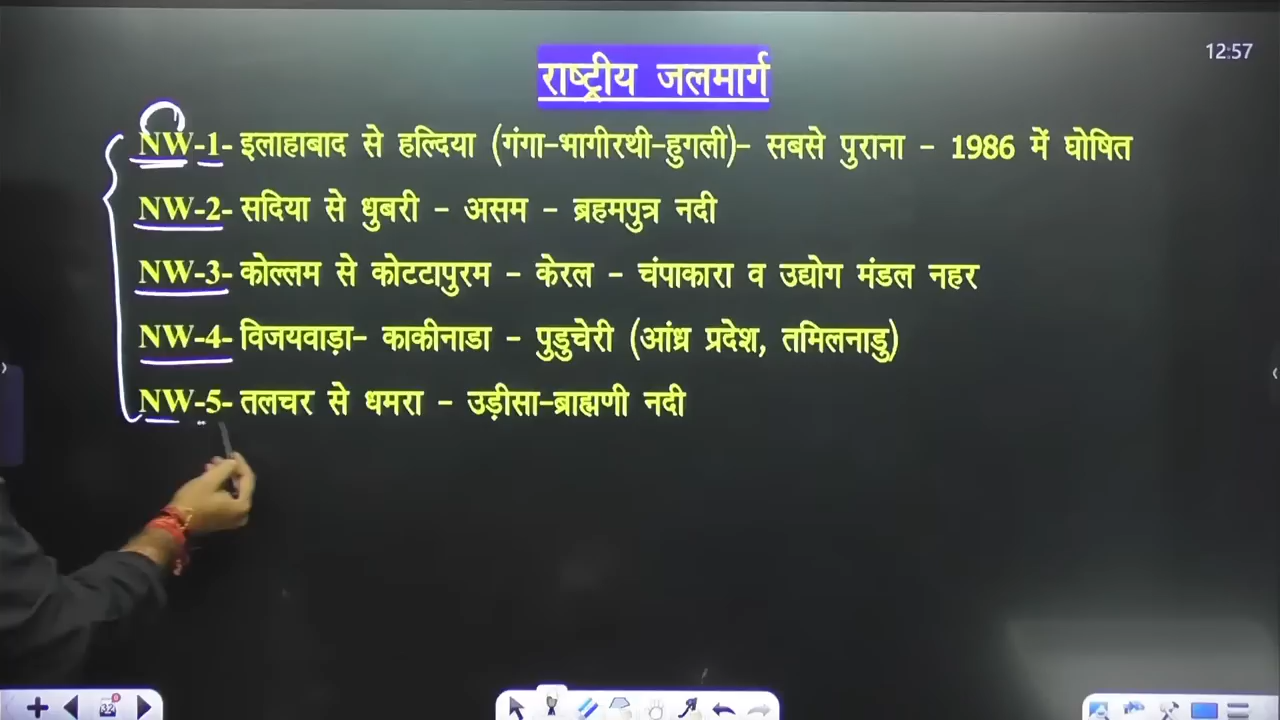 12:57
राष्ट्रीय जलमार्ग
NW-1- इलाहाबाद से हल्दिया (गंगा-भागीरथी-हुगली)- सबसे पुराना - 1986 में घोषित
NW-2- सदिया से धुबरी - असम - ब्रहमपुत्र नदी
NW-3- कोल्लम से कोटटापुरम - केरल - चंपाकारा व उद्योग मंडल नहर
NW-4- विजयवाड़ा- काकीनाडा - पुडुचेरी (आंध्र प्रदेश, तमिलनाडु)
NW-5- तलचर से धमरा - उड़ीसा-ब्राह्मणी नदी
32